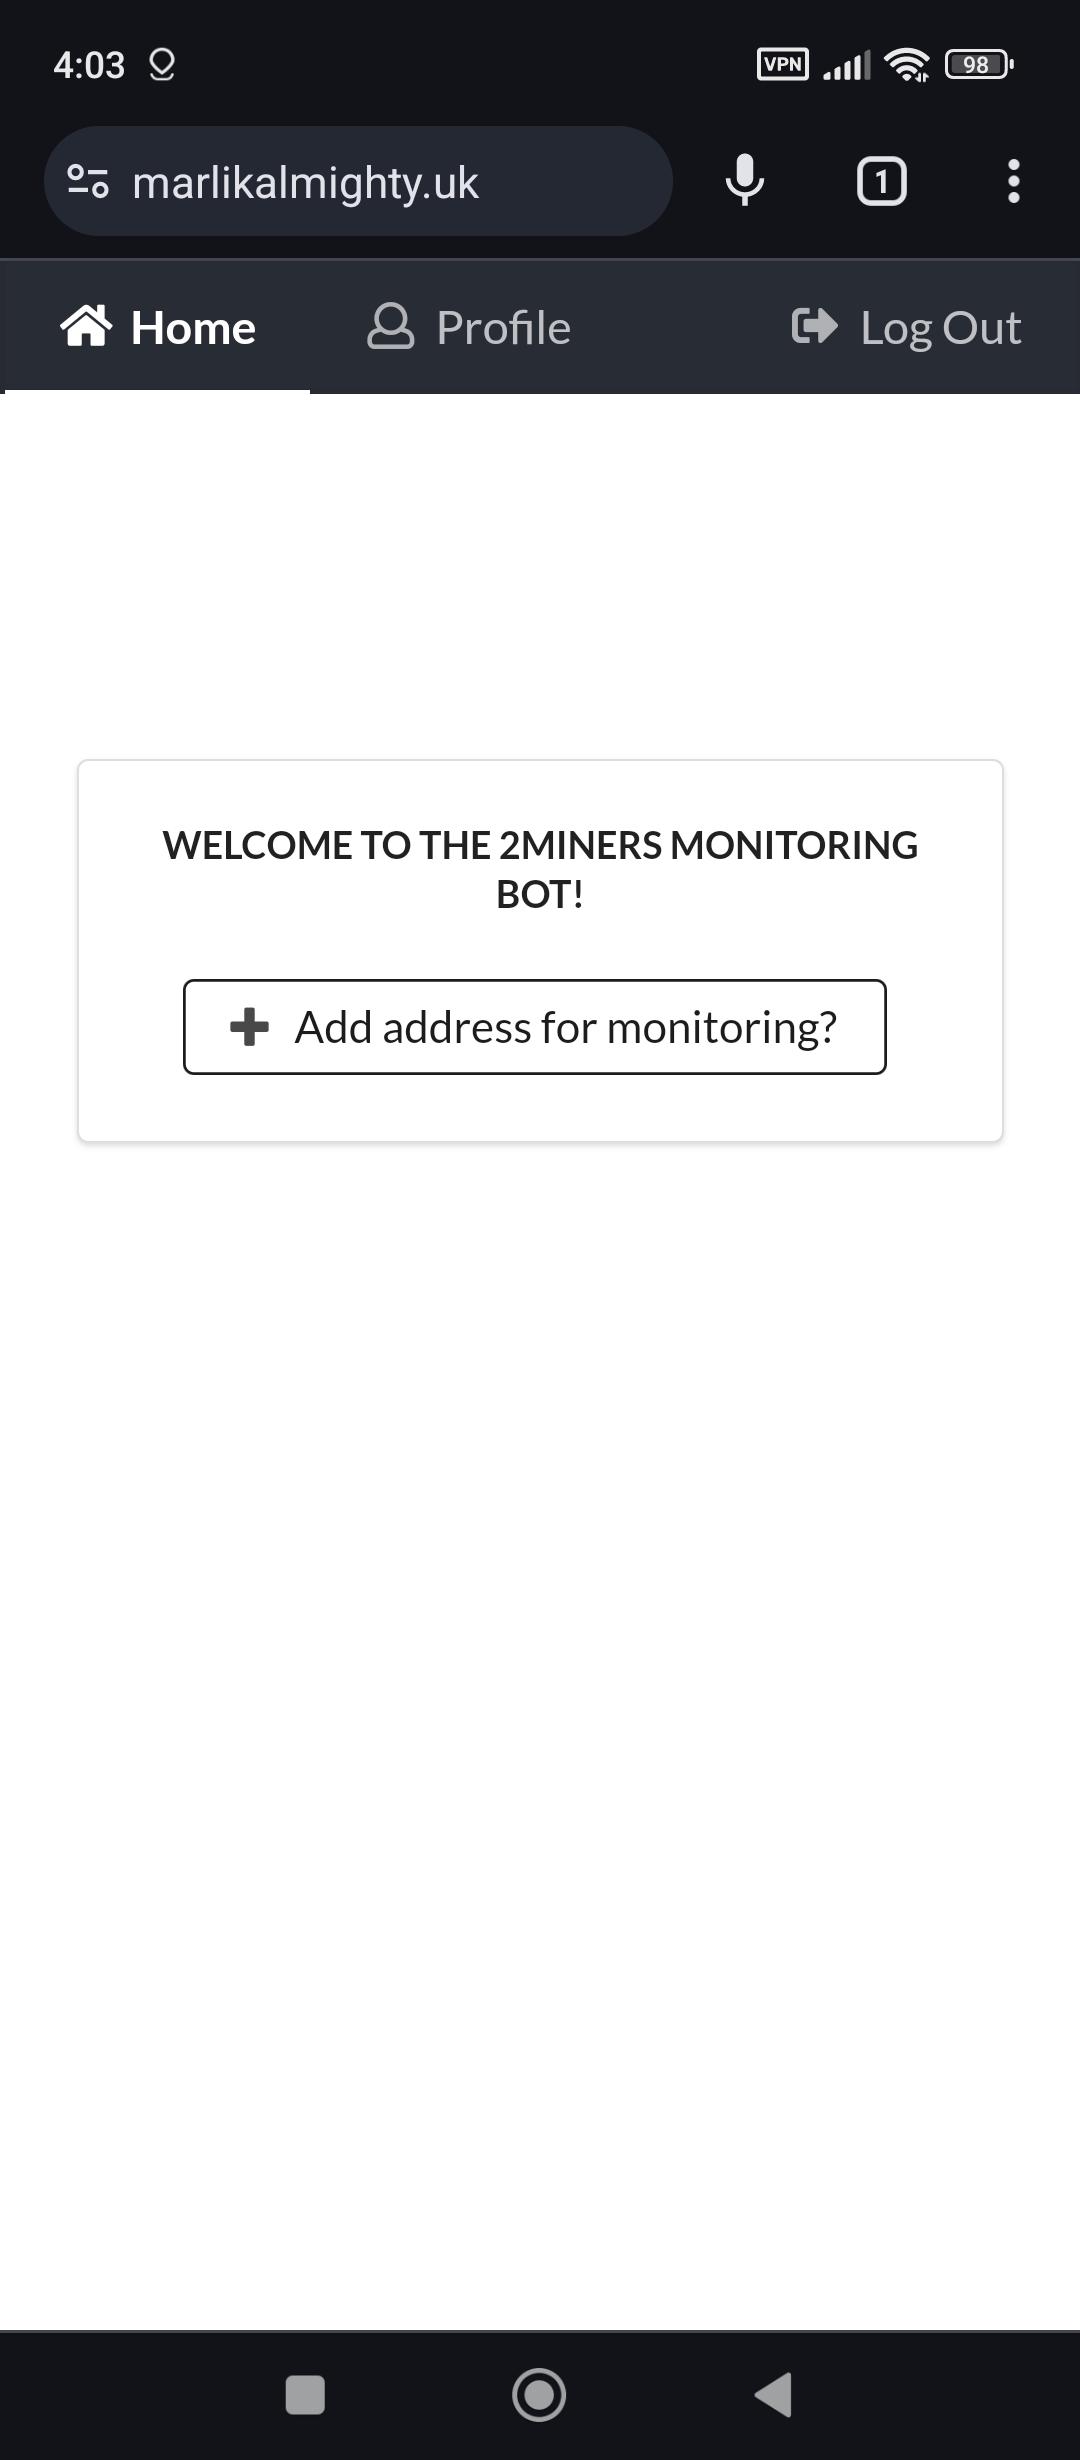 4:03 VPN 98
marlikalmighty.uk 1
Home Profile Log Out
WELCOME TO THE 2MINERS MONITORING
BOT!
Add address for monitoring?